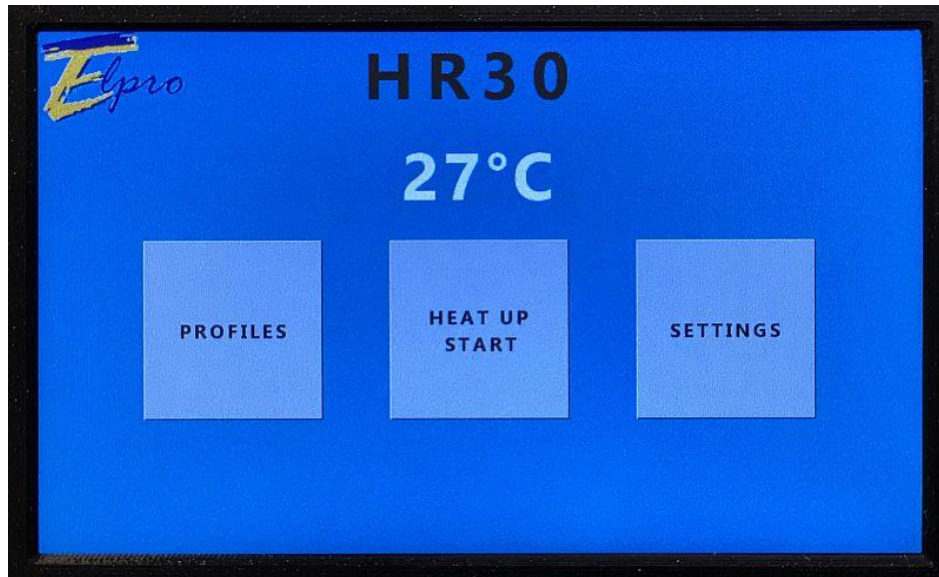 Elpro
HR30
27°C
PROFILES
HEAT UP
START
SETTINGS